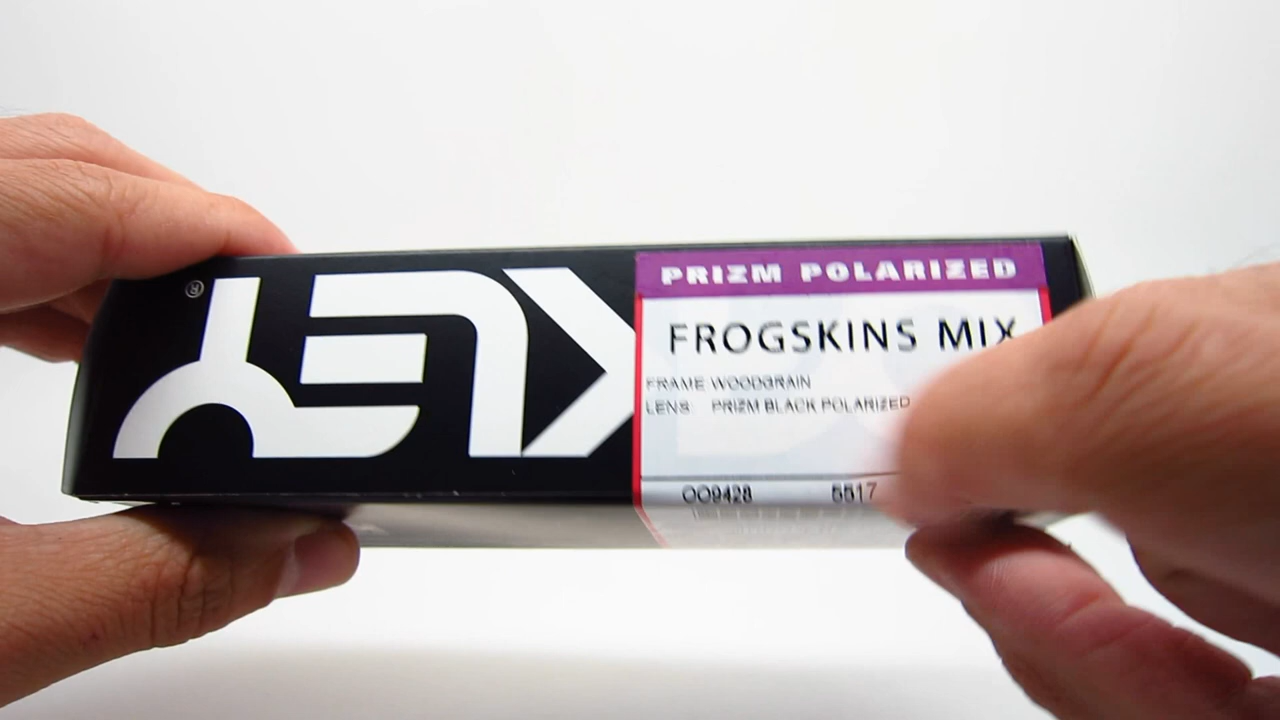 ®
PRIZM POLARIZED
FROGSKINS MIX
FRAME WOODGRAIN
LENS: PRIZM BLACK POLARIZED
OO9428 5517